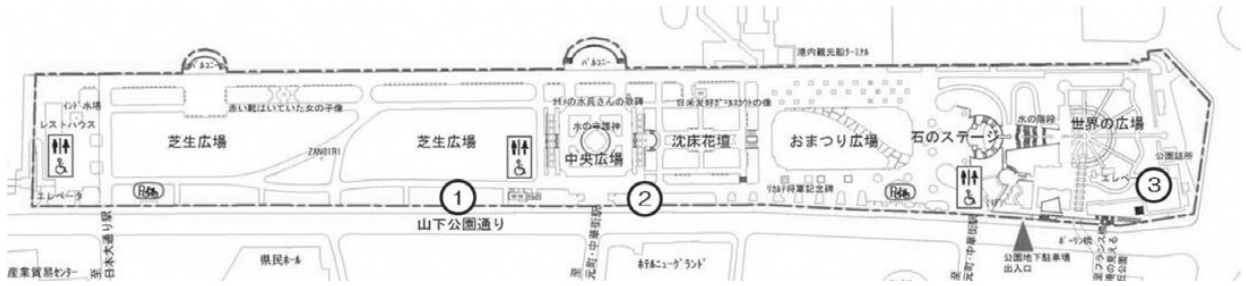 バルコニー
バルコニー
港内観光船ターミナル
インド水塔
レストハウス
赤い靴はいていた女の子像
カモメの水兵さんの歌碑
日米友好ガールスカウトの像
水の守護神
水の階段
芝生広場
ZANGIRI
芝生広場
中央広場
沈床花壇
おまつり広場
石のステージ
世界の広場
公園詰所
エレベータ
リカルテ将軍記念碑
エレベータ
①
②
③
山下公園通り
至 日本大通り駅
至 元町・中華街駅
至 元町・中華街駅
公園地下駐車場
出入口
ポーリン橋
産業貿易センター
県民ホール
ホテルニューグランド